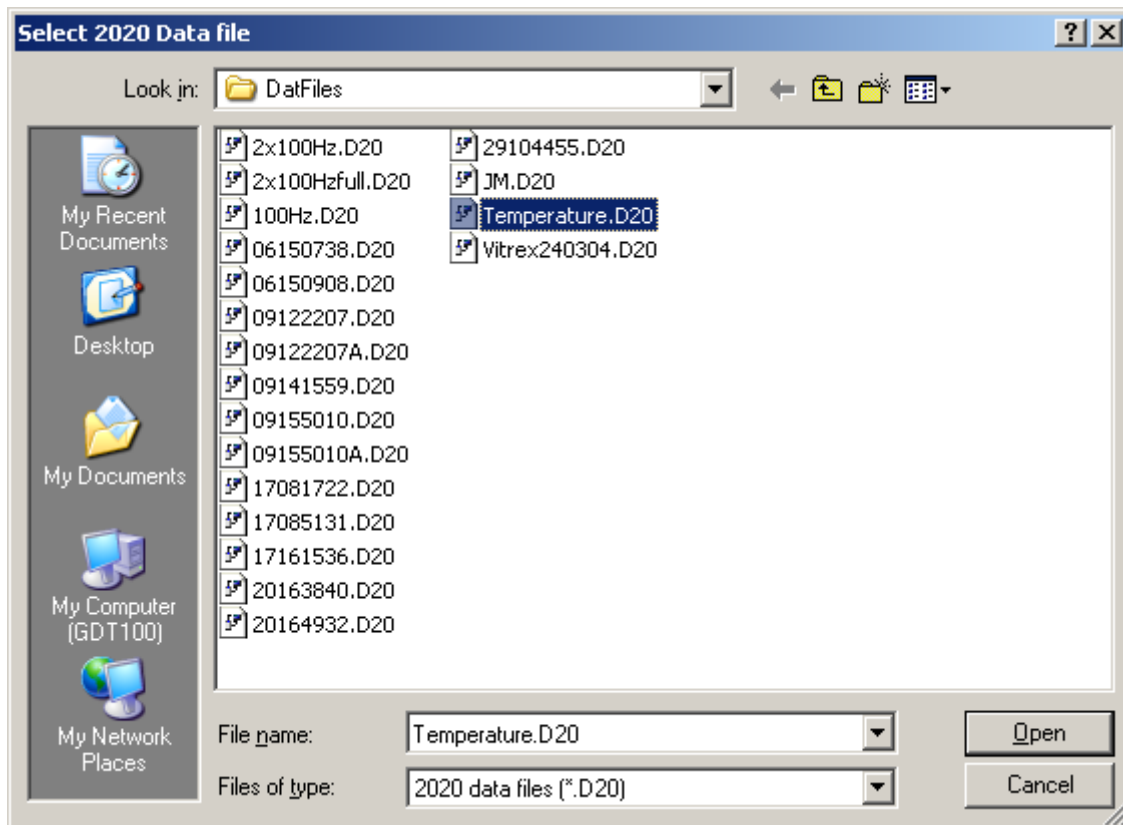 Select 2020 Data file
Look in:
DatFiles
My Recent
Documents
Desktop
My Documents
My Computer
(GDT100)
My Network
Places
2x100Hz.D20
2x100Hzfull.D20
100Hz.D20
06150738.D20
06150908.D20
09122207.D20
09122207A.D20
09141559.D20
09155010.D20
09155010A.D20
17081722.D20
17085131.D20
17161536.D20
20163840.D20
20164932.D20
29104455.D20
JM.D20
Temperature.D20
Vitrex240304.D20
File name:
Temperature.D20
Open
Files of type:
2020 data files (*.D20)
Cancel